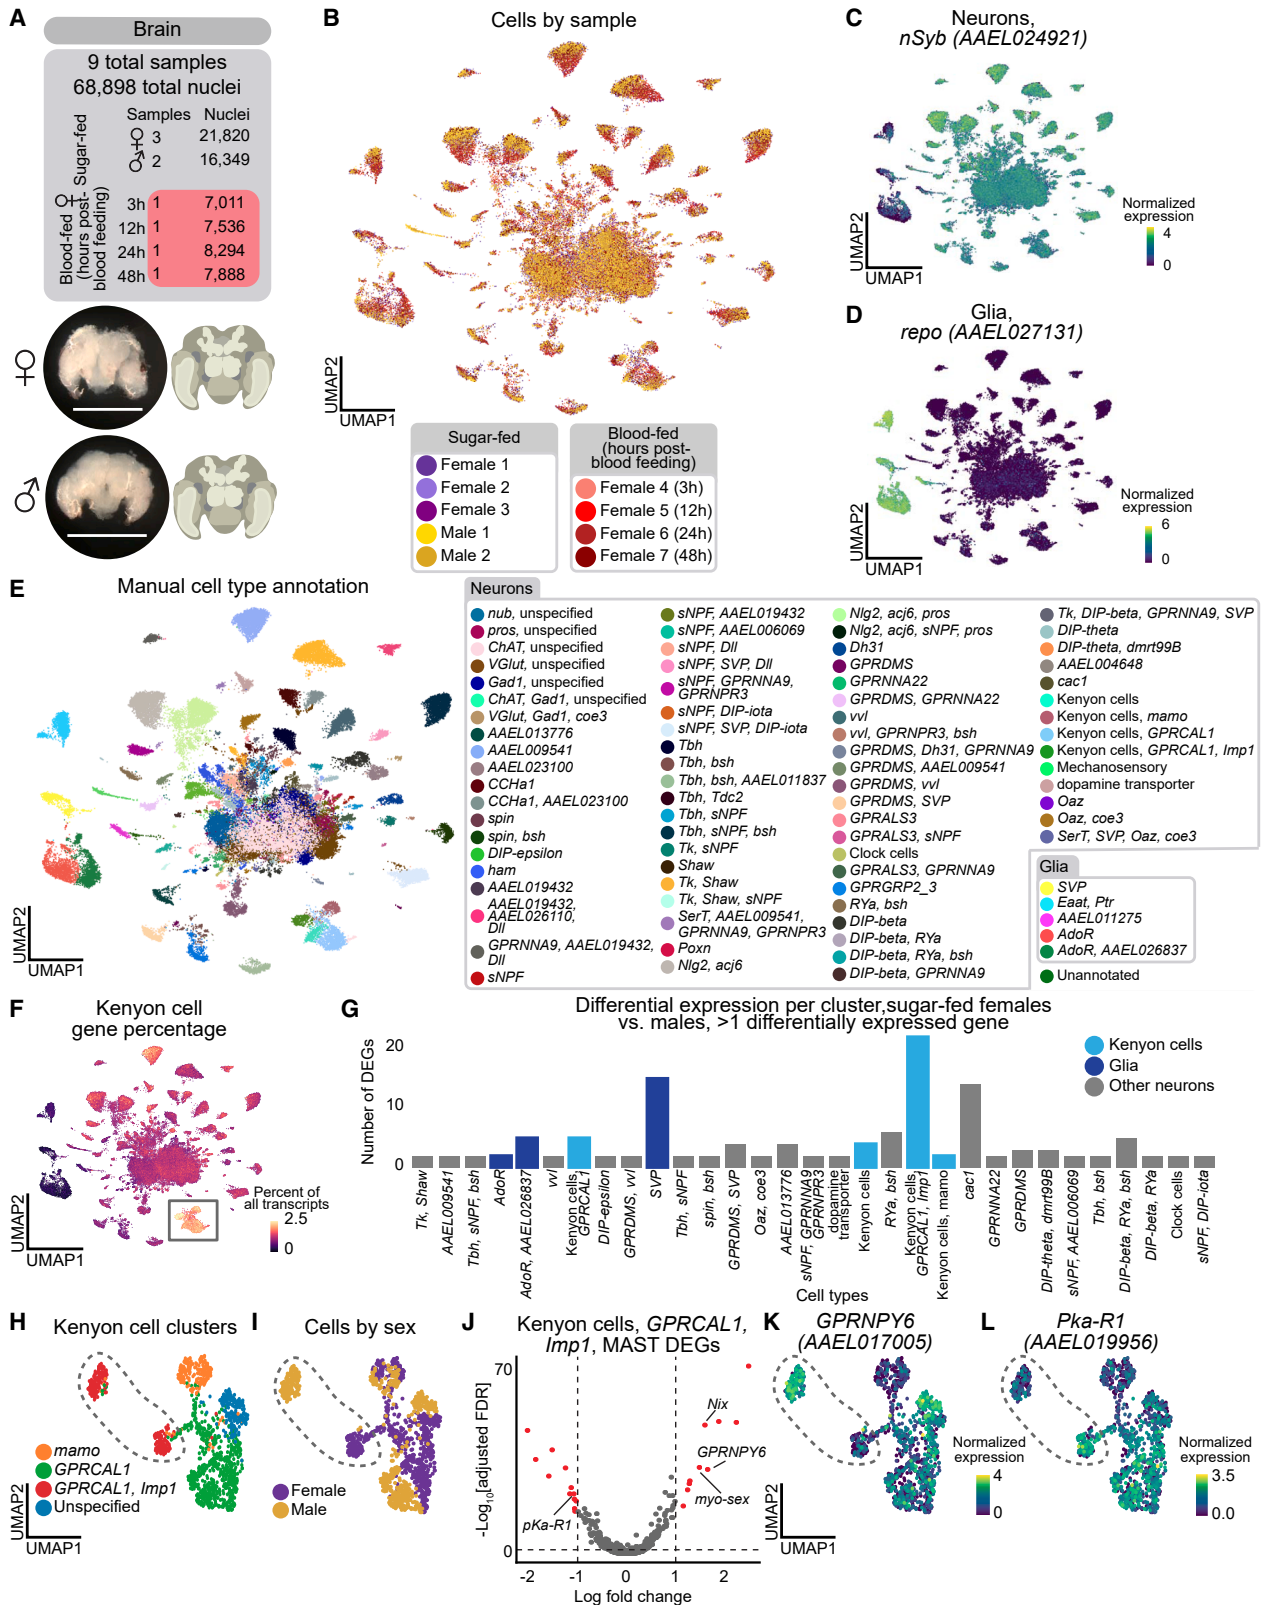 A
Brain
9 total samples
68,898 total nuclei
Samples Nuclei
Sugar-fed
♀ 3 21,820
♂ 2 16,349
Blood-fed ♀
(hours post-
blood feeding)
3h 1 7,011
12h 1 7,536
24h 1 8,294
48h 1 7,888
♀
♂
B
Cells by sample
UMAP2
UMAP1
Sugar-fed
Female 1
Female 2
Female 3
Male 1
Male 2
Blood-fed
(hours post-
blood feeding)
Female 4 (3h)
Female 5 (12h)
Female 6 (24h)
Female 7 (48h)
C
Neurons,
nSyb (AAEL024921)
Normalized
expression
4
0
UMAP2
UMAP1
D
Glia,
repo (AAEL027131)
Normalized
expression
6
0
UMAP2
UMAP1
E
Manual cell type annotation
UMAP2
UMAP1
Neurons
nub, unspecified
pros, unspecified
ChAT, unspecified
VGlut, unspecified
Gad1, unspecified
ChAT, Gad1, unspecified
VGlut, Gad1, coe3
AAEL013776
AAEL009541
AAEL023100
CCHa1
CCHa1, AAEL023100
spin
spin, bsh
DIP-epsilon
ham
AAEL019432
AAEL019432,
AAEL026110,
Dll
GPRNNA9, AAEL019432,
Dll
sNPF
sNPF, AAEL019432
sNPF, AAEL006069
sNPF, Dll
sNPF, SVP, Dll
sNPF, GPRNNA9,
GPRNPR3
sNPF, DIP-iota
sNPF, SVP, DIP-iota
Tbh
Tbh, bsh
Tbh, bsh, AAEL011837
Tbh, Tdc2
Tbh, sNPF
Tbh, sNPF, bsh
Tk, sNPF
Shaw
Tk, Shaw
Tk, Shaw, sNPF
SerT, AAEL009541,
GPRNNA9, GPRNPR3
Poxn
Nlg2, acj6
Nlg2, acj6, pros
Nlg2, acj6, sNPF, pros
Dh31
GPRDMS
GPRNNA22
GPRDMS, GPRNNA22
vvl
vvl, GPRNPR3, bsh
GPRDMS, Dh31, GPRNNA9
GPRDMS, AAEL009541
GPRDMS, vvl
GPRDMS, SVP
GPRALS3
GPRALS3, sNPF
Clock cells
GPRALS3, GPRNNA9
GPRGRP2_3
RYa, bsh
DIP-beta
DIP-beta, RYa
DIP-beta, RYa, bsh
DIP-beta, GPRNNA9
Tk, DIP-beta, GPRNNA9, SVP
DIP-theta
DIP-theta, dmrt99B
AAEL004648
cac1
Kenyon cells
Kenyon cells, mamo
Kenyon cells, GPRCAL1
Kenyon cells, GPRCAL1, Imp1
Mechanosensory
dopamine transporter
Oaz
Oaz, coe3
SerT, SVP, Oaz, coe3
Glia
SVP
Eaat, Ptr
AAEL011275
AdoR
AdoR, AAEL026837
Unannotated
F
Kenyon cell
gene percentage
Percent of
all transcripts
2.5
0
UMAP2
UMAP1
G
Differential expression per cluster,sugar-fed females
vs. males, >1 differentially expressed gene
Number of DEGs
20
10
0
Kenyon cells
Glia
Other neurons
Tk, Shaw
AAEL009541
Tbh, sNPF, bsh
AdoR
AdoR, AAEL026837
vvl
Kenyon cells,
GPRCAL1
DIP-epsilon
GPRDMS, vvl
SVP
Tbh, sNPF
spin, bsh
GPRDMS, SVP
Oaz, coe3
AAEL013776
sNPF, GPRNNA9
GPRNPR3
dopamine
transporter
Kenyon cells
RYa, bsh
Kenyon cells,
GPRCAL1, Imp1
Kenyon cells, mamo
cac1
GPRNNA22
GPRDMS
DIP-theta, dmrt99B
sNPF, AAEL006069
Tbh, bsh
DIP-beta, RYa, bsh
DIP-beta, RYa
Clock cells
sNPF, DIP-iota
Cell types
H
Kenyon cell clusters
mamo
GPRCAL1
GPRCAL1, Imp1
Unspecified
UMAP2
UMAP1
I
Cells by sex
Female
Male
J
Kenyon cells, GPRCAL1,
Imp1, MAST DEGs
70
0
-Log10[adjusted FDR]
Nix
GPRNPY6
myo-sex
pKa-R1
-2 -1 0 1 2
Log fold change
K
GPRNPY6
(AAEL017005)
Normalized
expression
4
0
UMAP2
UMAP1
L
Pka-R1
(AAEL019956)
Normalized
expression
3.5
0.0